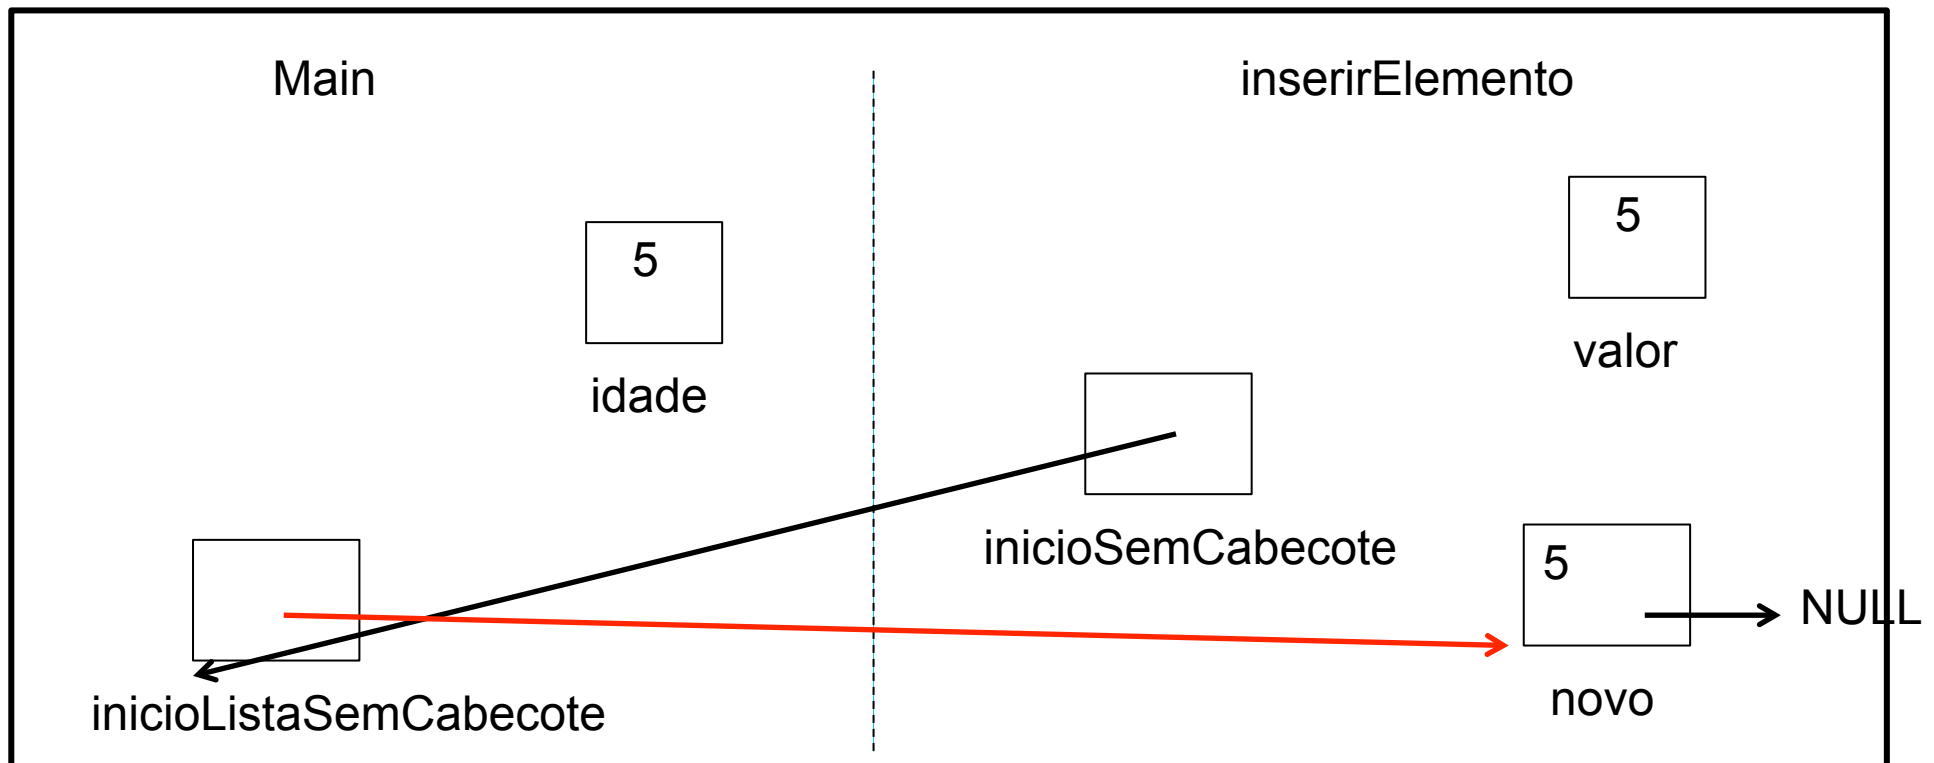 Main
inserirElemento
5
5
valor
idade
inicioSemCabecote
5
NULL
novo
inicioListaSemCabecote